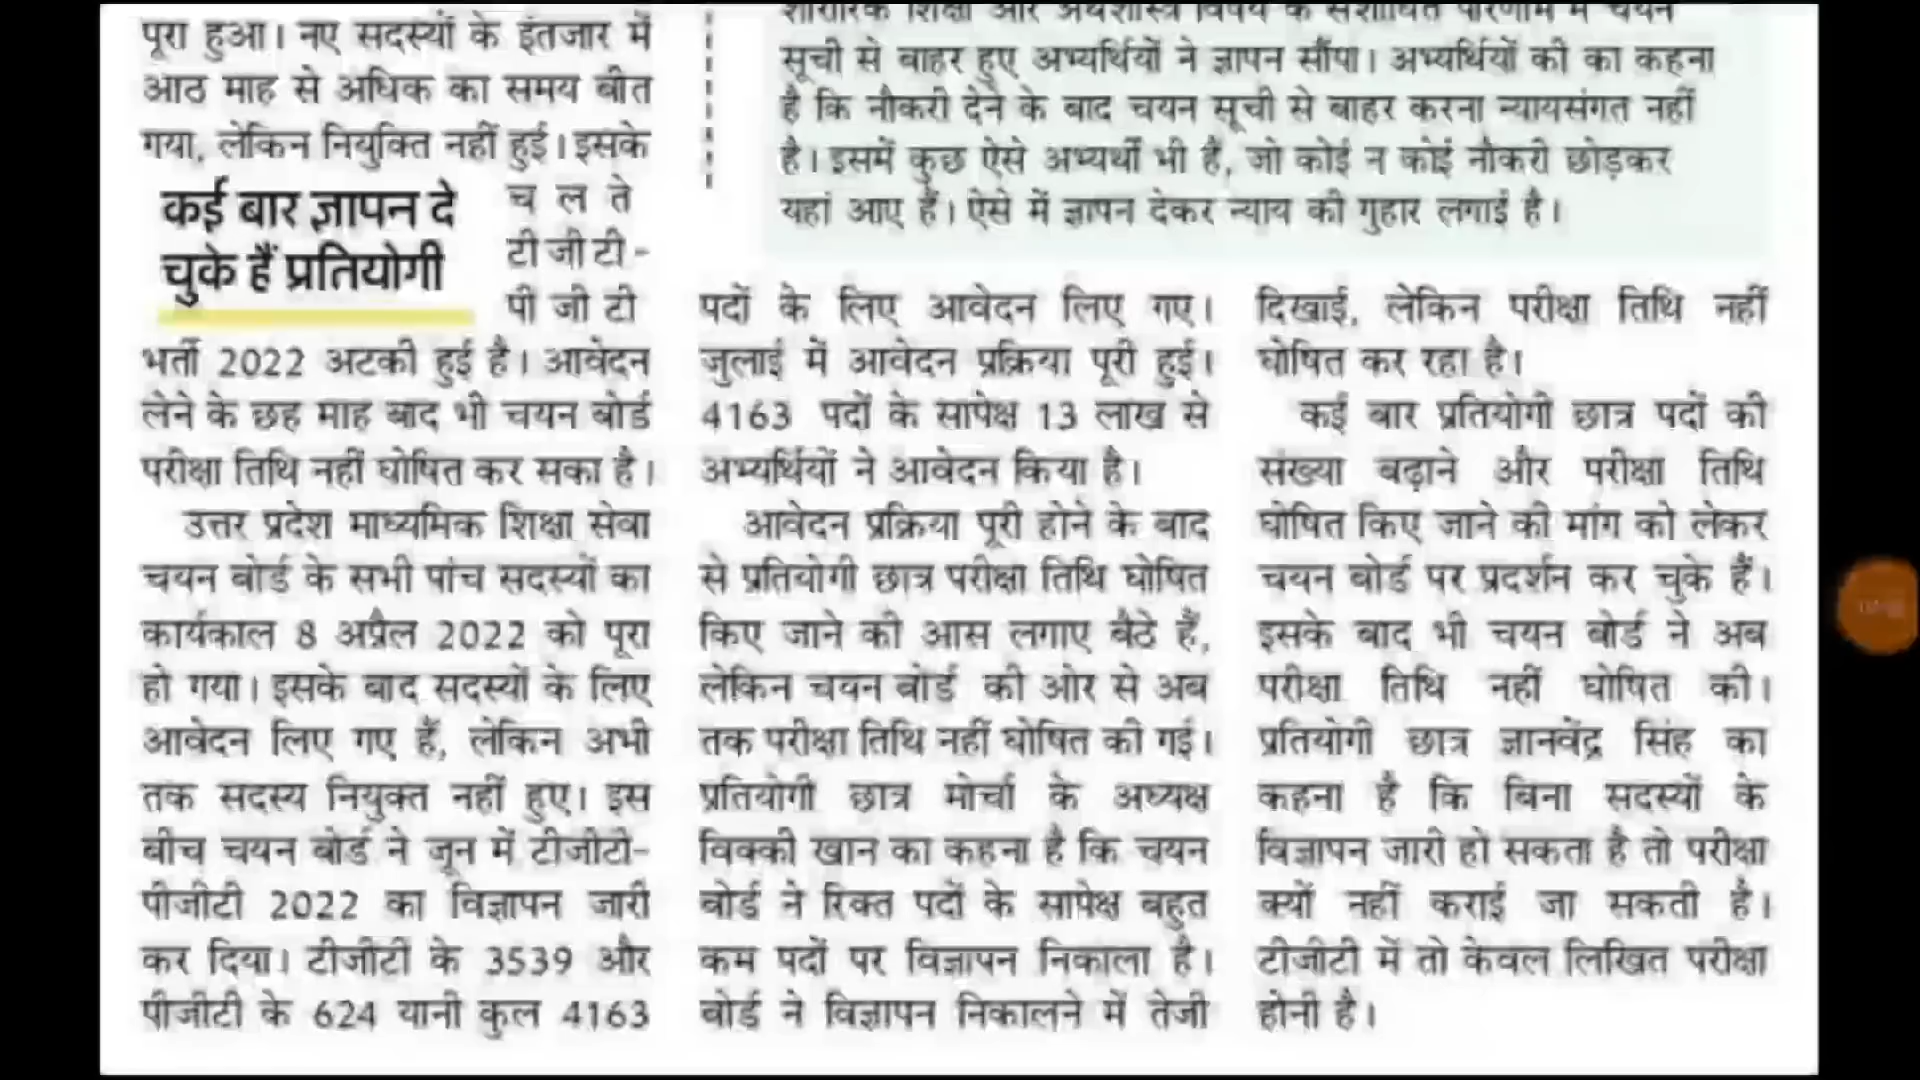 पूरा हुआ। नए सदस्यों के इंतजार में
आठ माह से अधिक का समय बीत
गया, लेकिन नियुक्ति नहीं हुई। इसके
कई बार ज्ञापन दे
चुके हैं प्रतियोगी
चलते
टीजीटी-
पीजीटी
भर्ती 2022 अटकी हुई है। आवेदन
लेने के छह माह बाद भी चयन बोर्ड
परीक्षा तिथि नहीं घोषित कर सका है।
उत्तर प्रदेश माध्यमिक शिक्षा सेवा
चयन बोर्ड के सभी पांच सदस्यों का
कार्यकाल 8 अप्रैल 2022 को पूरा
हो गया। इसके बाद सदस्यों के लिए
आवेदन लिए गए हैं, लेकिन अभी
तक सदस्य नियुक्त नहीं हुए। इस
बीच चयन बोर्ड ने जून में टीजीटी-
पीजीटी 2022 का विज्ञापन जारी
कर दिया। टीजीटी के 3539 और
पीजीटी के 624 यानी कुल 4163
शारीरिक शिक्षा और अर्थशास्त्र विषय के संशोधित परिणाम में चयन
सूची से बाहर हुए अभ्यर्थियों ने ज्ञापन सौंपा। अभ्यर्थियों की का कहना
है कि नौकरी देने के बाद चयन सूची से बाहर करना न्यायसंगत नहीं
है। इसमें कुछ ऐसे अभ्यर्थी भी हैं, जो कोई न कोई नौकरी छोड़कर
यहां आए हैं। ऐसे में ज्ञापन देकर न्याय की गुहार लगाई है।
पदों के लिए आवेदन लिए गए।
जुलाई में आवेदन प्रक्रिया पूरी हुई।
4163 पदों के सापेक्ष 13 लाख से
अभ्यर्थियों ने आवेदन किया है।
आवेदन प्रक्रिया पूरी होने के बाद
से प्रतियोगी छात्र परीक्षा तिथि घोषित
किए जाने की आस लगाए बैठे हैं,
लेकिन चयन बोर्ड की ओर से अब
तक परीक्षा तिथि नहीं घोषित की गई।
प्रतियोगी छात्र मोर्चा के अध्यक्ष
विक्की खान का कहना है कि चयन
बोर्ड ने रिक्त पदों के सापेक्ष बहुत
कम पदों पर विज्ञापन निकाला है।
बोर्ड ने विज्ञापन निकालने में तेजी
दिखाई, लेकिन परीक्षा तिथि नहीं
घोषित कर रहा है।
कई बार प्रतियोगी छात्र पदों की
संख्या बढ़ाने और परीक्षा तिथि
घोषित किए जाने की मांग को लेकर
चयन बोर्ड पर प्रदर्शन कर चुके हैं।
इसके बाद भी चयन बोर्ड ने अब
परीक्षा तिथि नहीं घोषित की।
प्रतियोगी छात्र ज्ञानवेंद्र सिंह का
कहना है कि बिना सदस्यों के
विज्ञापन जारी हो सकता है तो परीक्षा
क्यों नहीं कराई जा सकती है।
टीजीटी में तो केवल लिखित परीक्षा
होनी है।